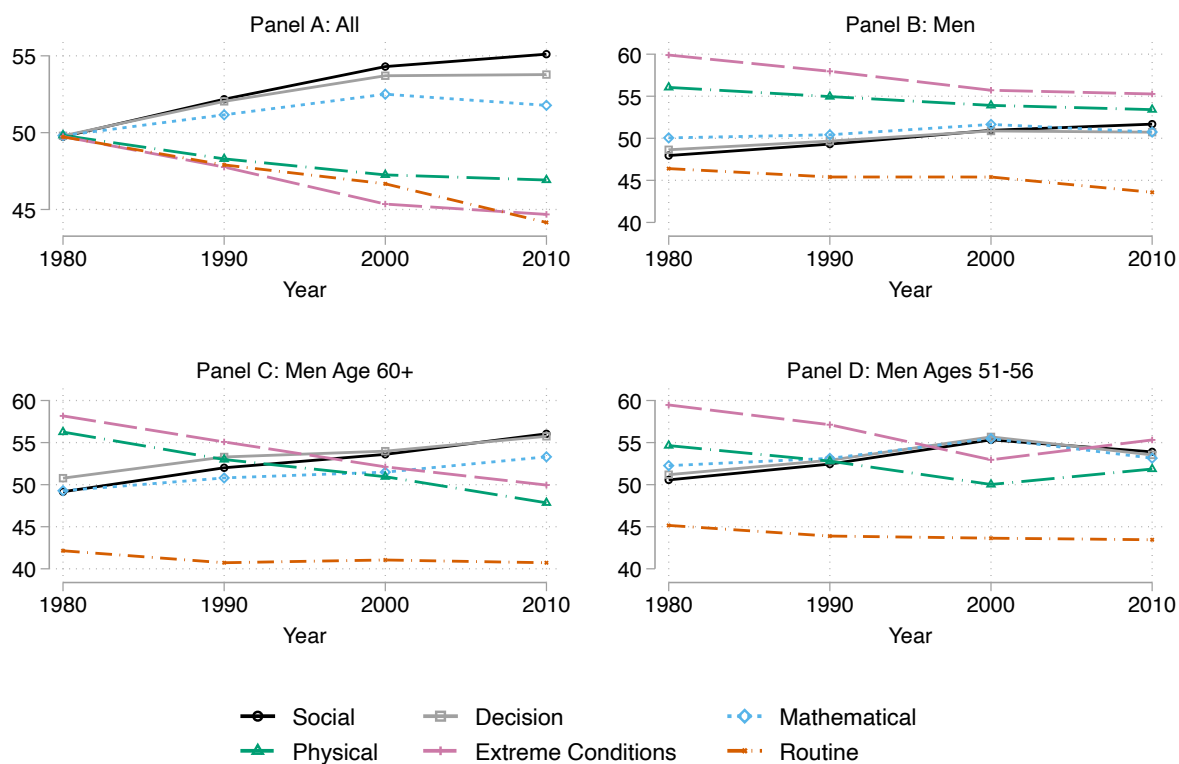 Panel A: All
55
50
45
1980 1990 2000 2010
Year
Panel B: Men
60
55
50
45
40
1980 1990 2000 2010
Year
Panel C: Men Age 60+
60
55
50
45
40
1980 1990 2000 2010
Year
Panel D: Men Ages 51-56
60
55
50
45
40
1980 1990 2000 2010
Year
Social Decision Mathematical
Physical Extreme Conditions Routine